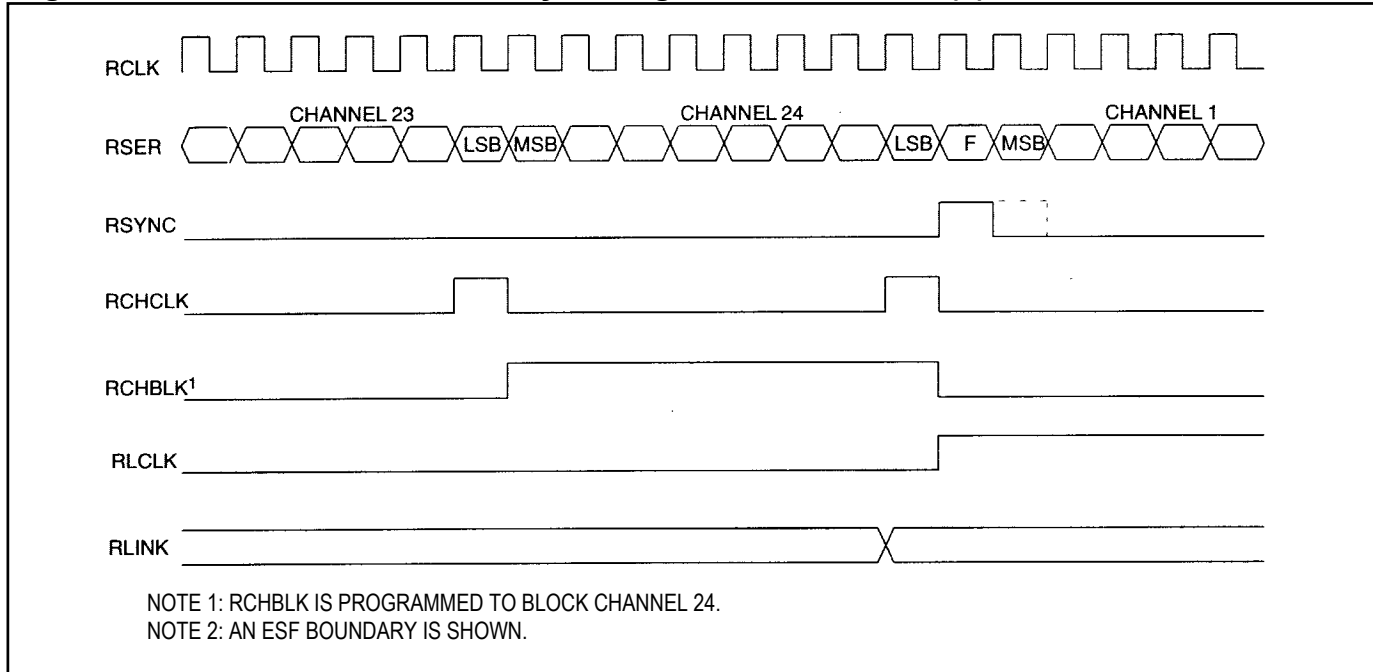 RCLK
CHANNEL 23 CHANNEL 24 CHANNEL 1
RSER LSB MSB LSB F MSB
RSYNC
RCHCLK
RCHBLK1
RLCLK
RLINK
NOTE 1: RCHBLK IS PROGRAMMED TO BLOCK CHANNEL 24.
NOTE 2: AN ESF BOUNDARY IS SHOWN.